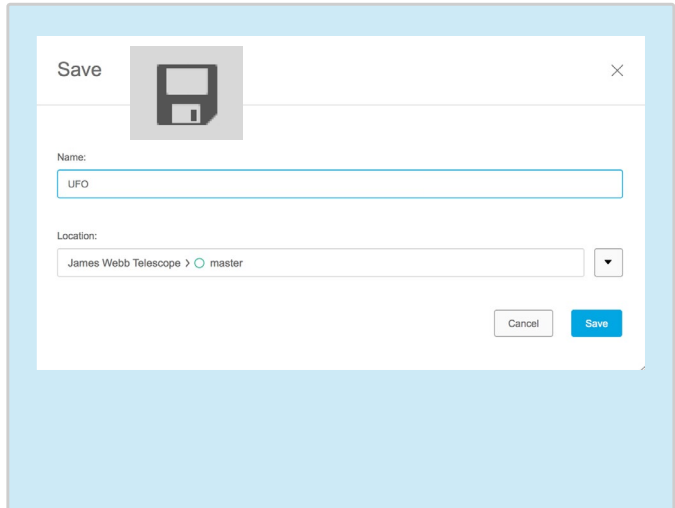 Save
Name:
UFO
Location:
James Webb Telescope > master
Cancel Save